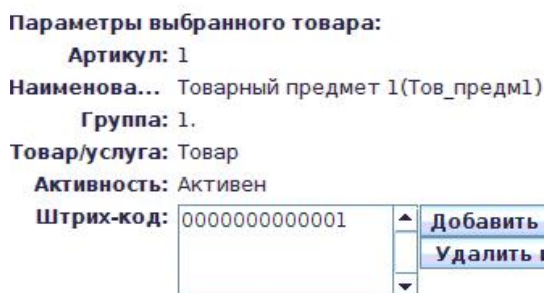 Параметры выбранного товара:
Артикул: 1
Наименова... Товарный предмет 1(Тов_предм1)
Группа: 1.
Товар/услуга: Товар
Активность: Активен
Штрих-код: 0000000000001 Добавить
Удалить